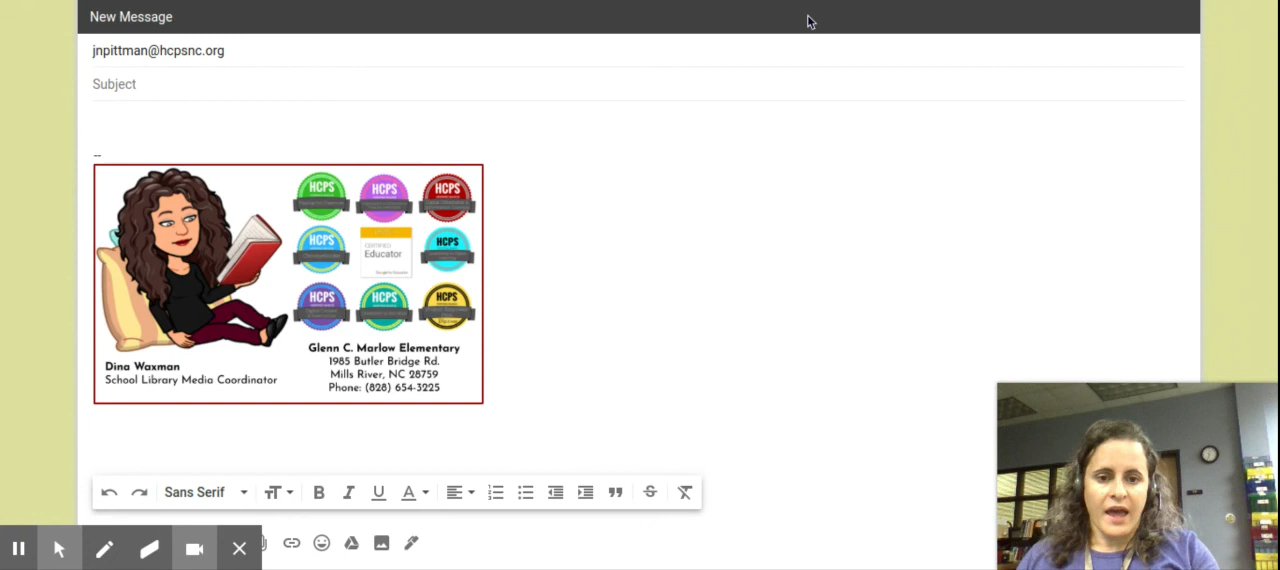 New Message
jnpittman@hcpsnc.org
Subject
--
HCPS HCPS HCPS
HCPS CERTIFIED Educator HCPS
HCPS HCPS HCPS
Glenn C. Marlow Elementary
1985 Butler Bridge Rd.
Mills River, NC 28759
Phone: (828) 654-3225
Dina Waxman
School Library Media Coordinator
Sans Serif